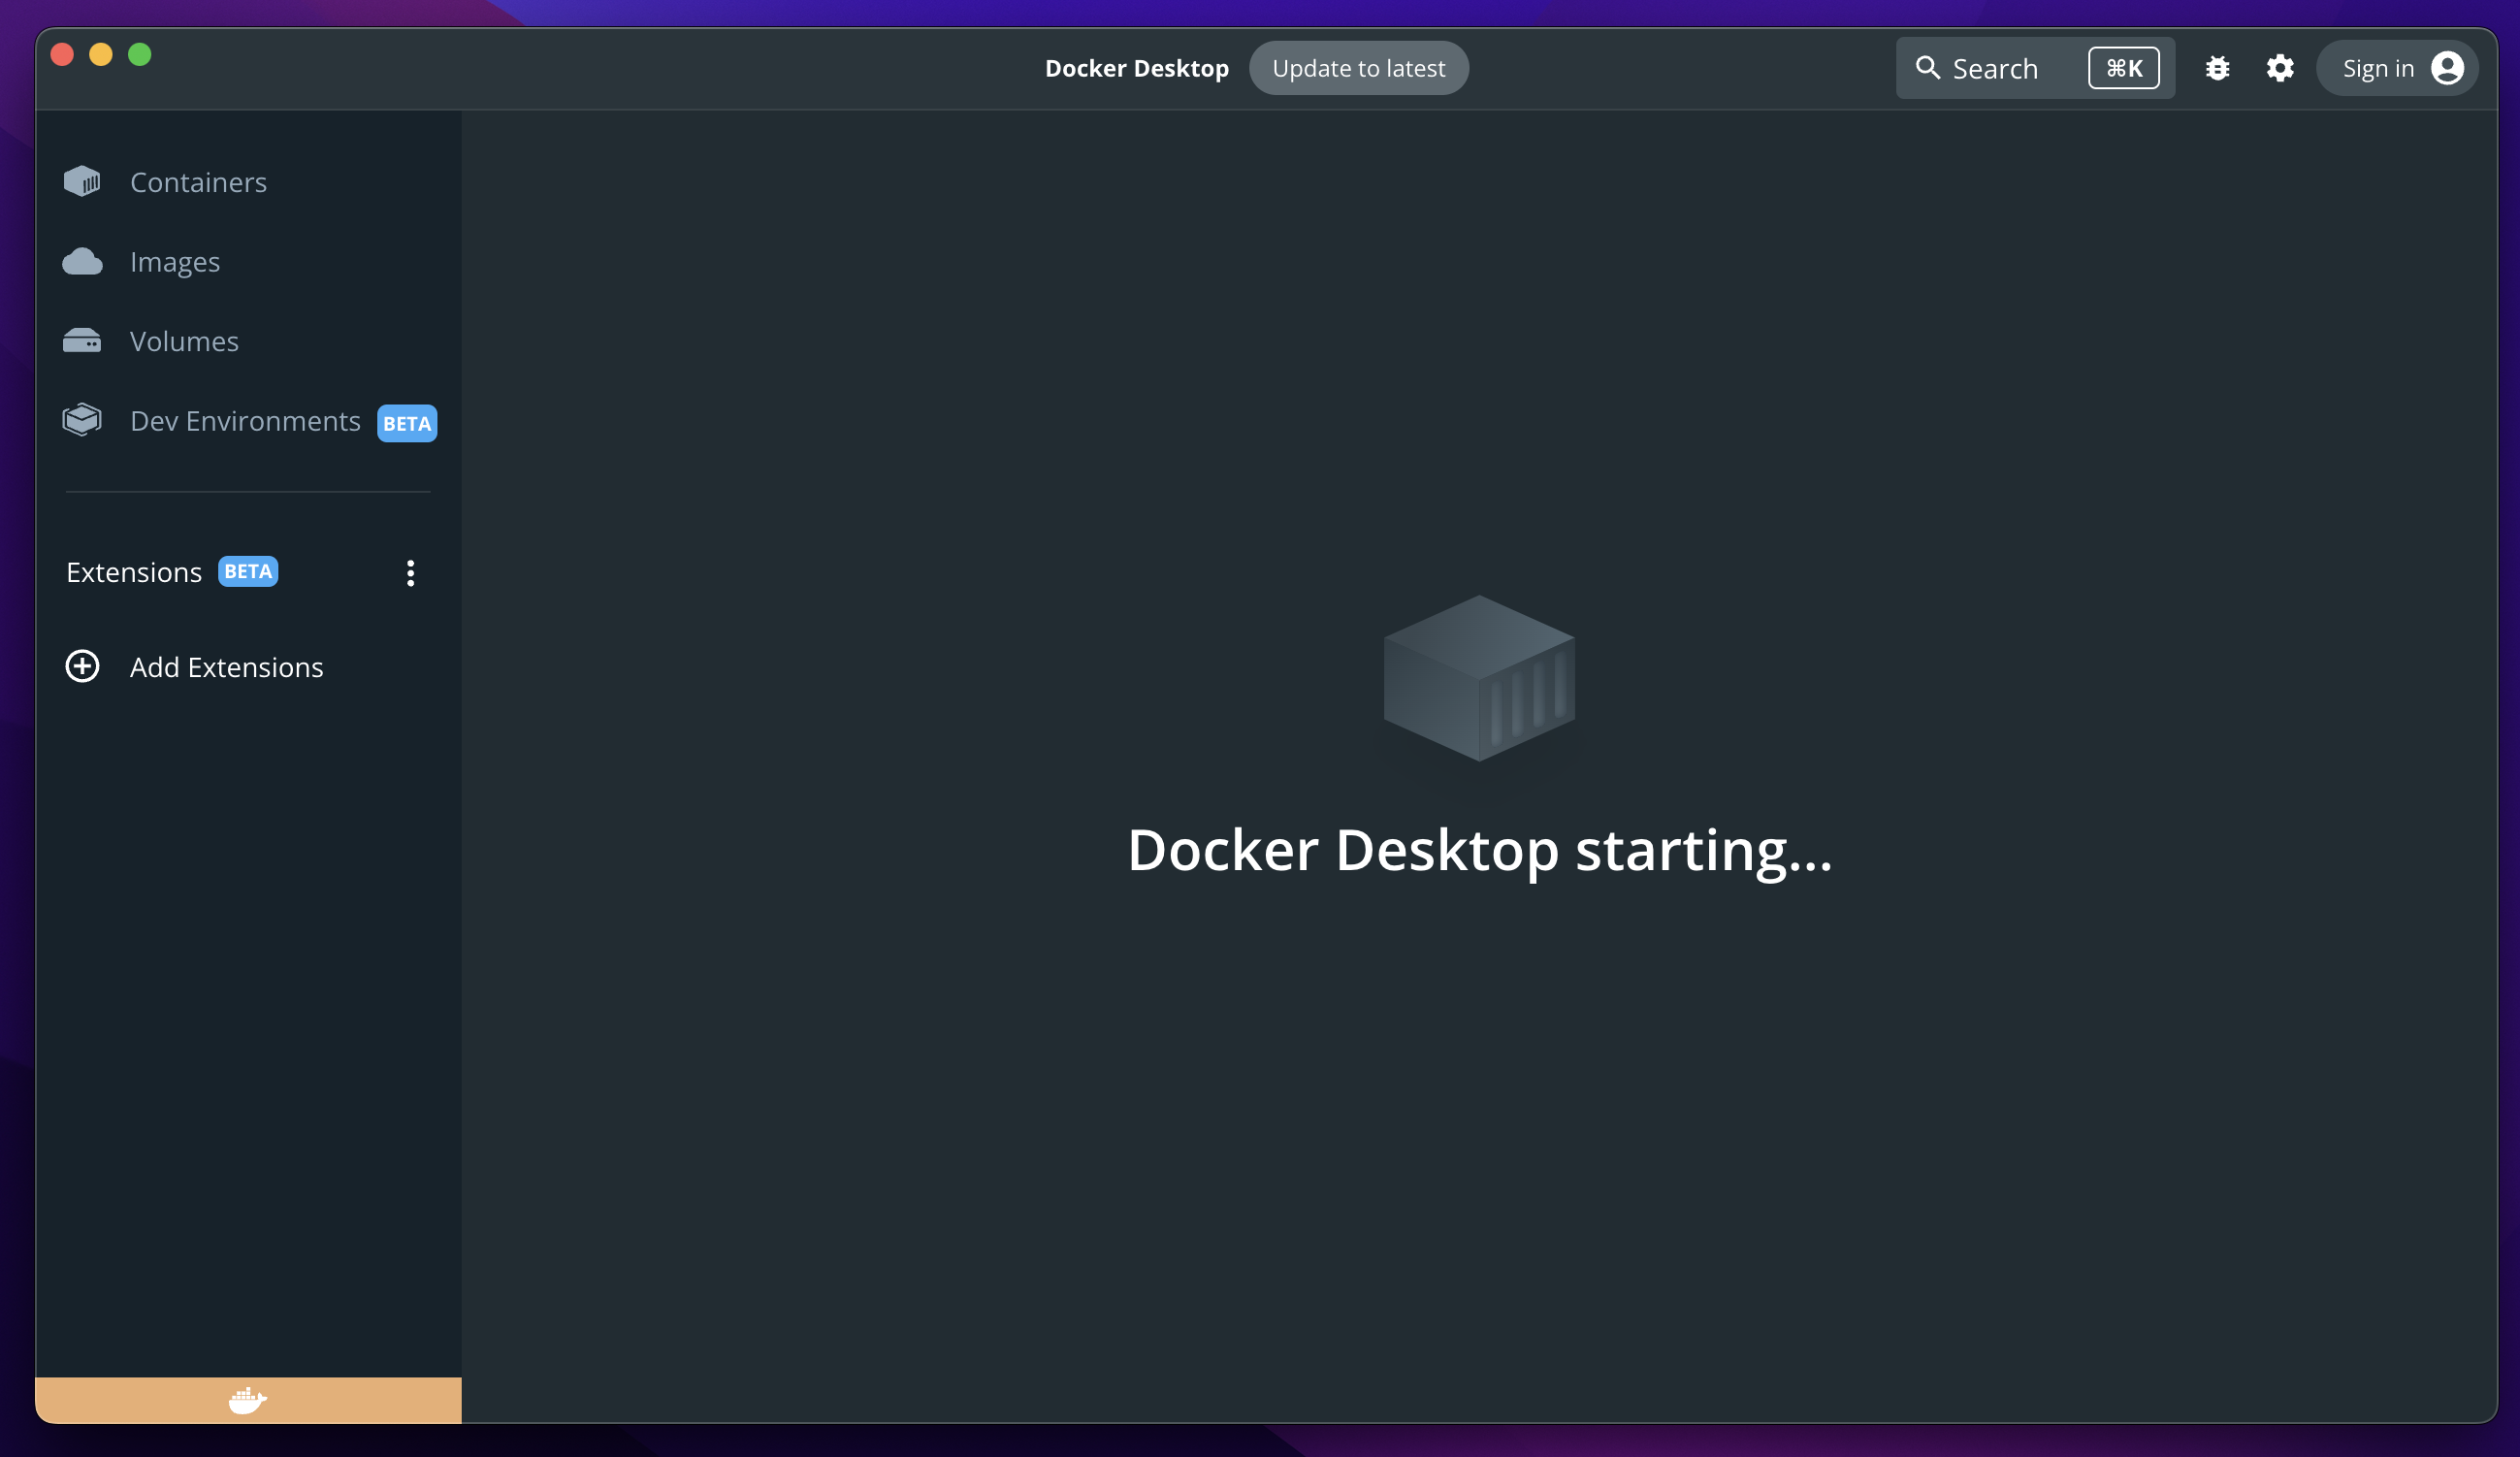 Docker Desktop Update to latest Search ⌘K Sign in
Containers
Images
Volumes
Dev Environments BETA
Extensions BETA
Add Extensions
Docker Desktop starting...